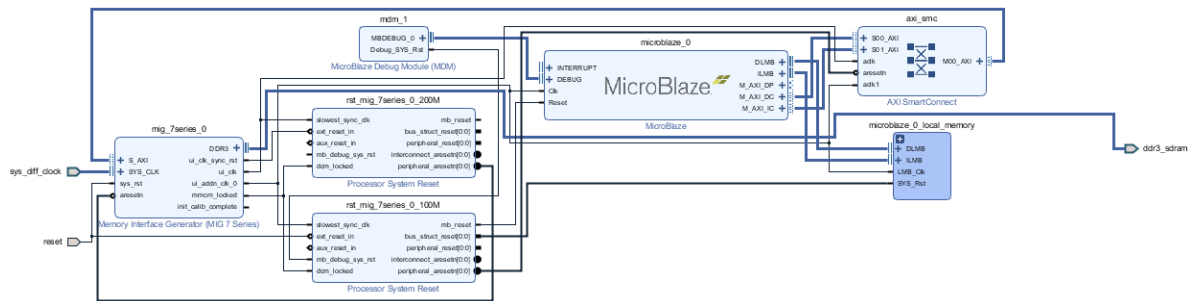 mdm_1
MBDEBUG_0
Debug_SYS_Rst
MicroBlaze Debug Module (MDM)
microblaze_0
INTERRUPT
DEBUG
Clk
Reset
MicroBlaze
DLMB
ILMB
M_AXI_DP
M_AXI_DC
M_AXI_IC
MicroBlaze
axi_smc
S00_AXI
S01_AXI
aclk
aresetn
aclk1
M00_AXI
AXI SmartConnect
rst_mig_7series_0_200M
slowest_sync_clk
ext_reset_in
aux_reset_in
mb_debug_sys_rst
dcm_locked
mb_reset
bus_struct_reset[0:0]
peripheral_reset[0:0]
interconnect_aresetn[0:0]
peripheral_aresetn[0:0]
Processor System Reset
microblaze_0_local_memory
DLMB
ILMB
LMB_Clk
SYS_Rst
ddr3_sdram
mig_7series_0
S_AXI
SYS_CLK
sys_rst
aresetn
DDR3
ui_clk_sync_rst
ui_clk
ui_addn_clk_0
mmcm_locked
init_calib_complete
Memory Interface Generator (MIG 7 Series)
sys_diff_clock
reset
rst_mig_7series_0_100M
slowest_sync_clk
ext_reset_in
aux_reset_in
mb_debug_sys_rst
dcm_locked
mb_reset
bus_struct_reset[0:0]
peripheral_reset[0:0]
interconnect_aresetn[0:0]
peripheral_aresetn[0:0]
Processor System Reset